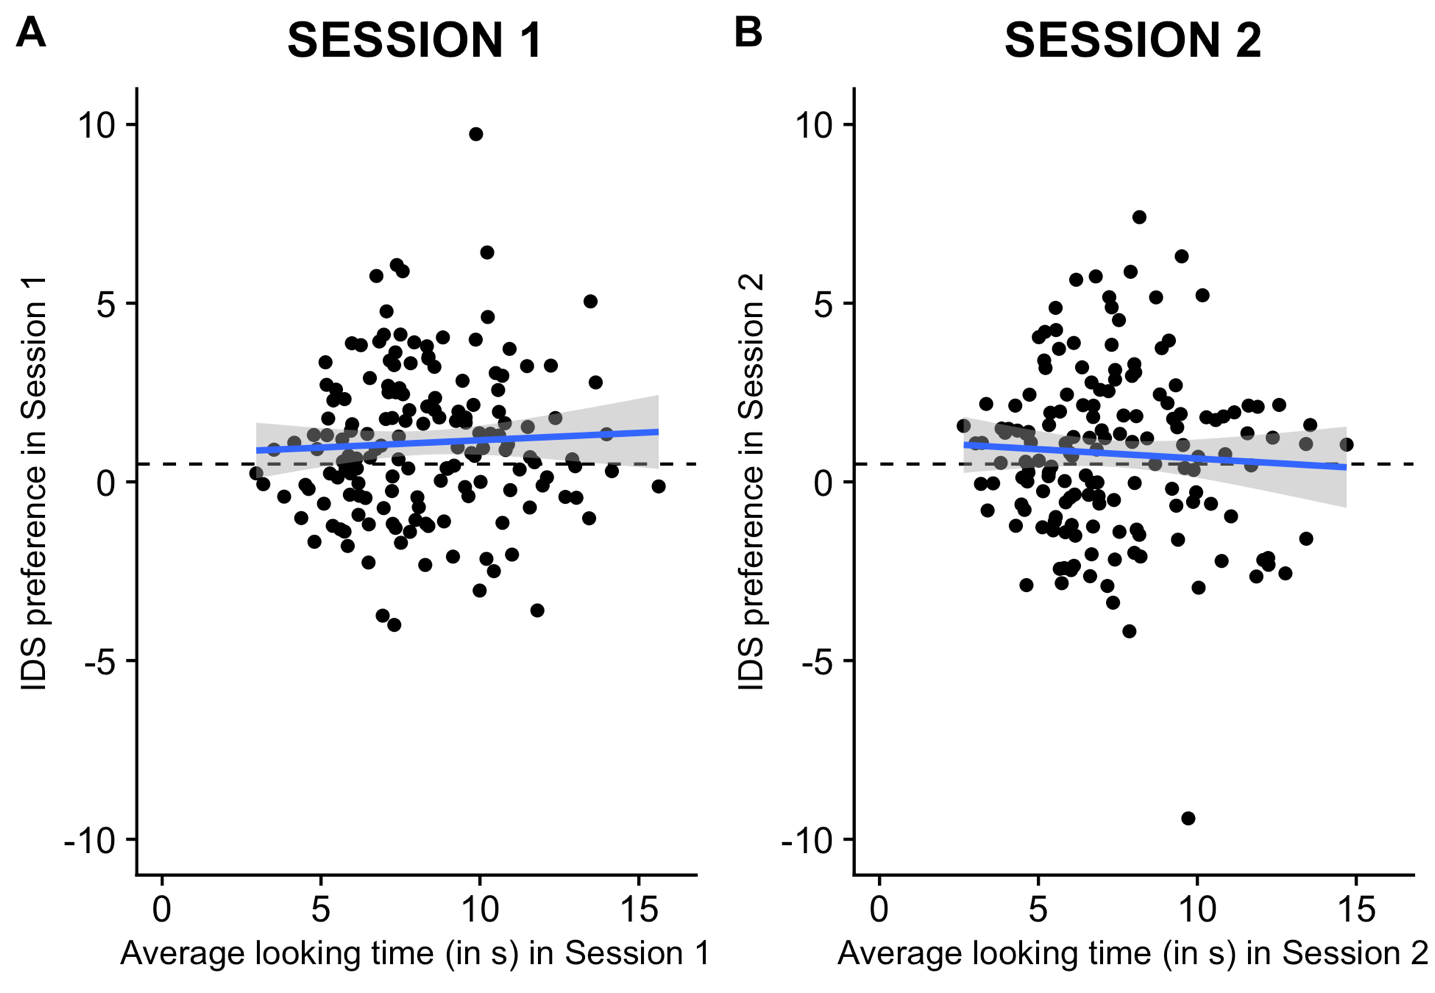 A
SESSION 1
IDS preference in Session 1
10
5
0
-5
-10
0
5
10
15
Average looking time (in s) in Session 1
B
SESSION 2
IDS preference in Session 2
10
5
0
-5
-10
0
5
10
15
Average looking time (in s) in Session 2